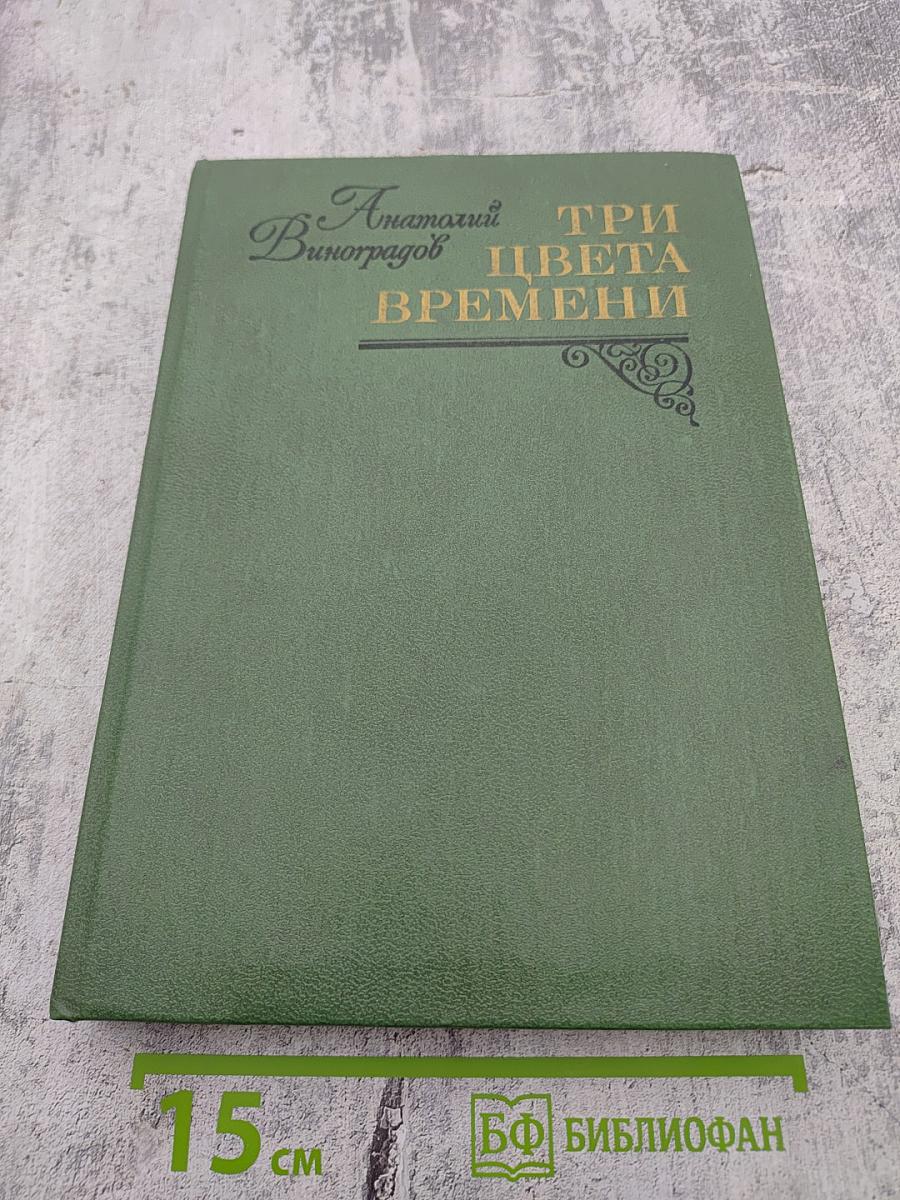 Анатолий
Виноградов
ТРИ
ЦВЕТА
ВРЕМЕНИ
15 см
БФ БИБЛИОФАН